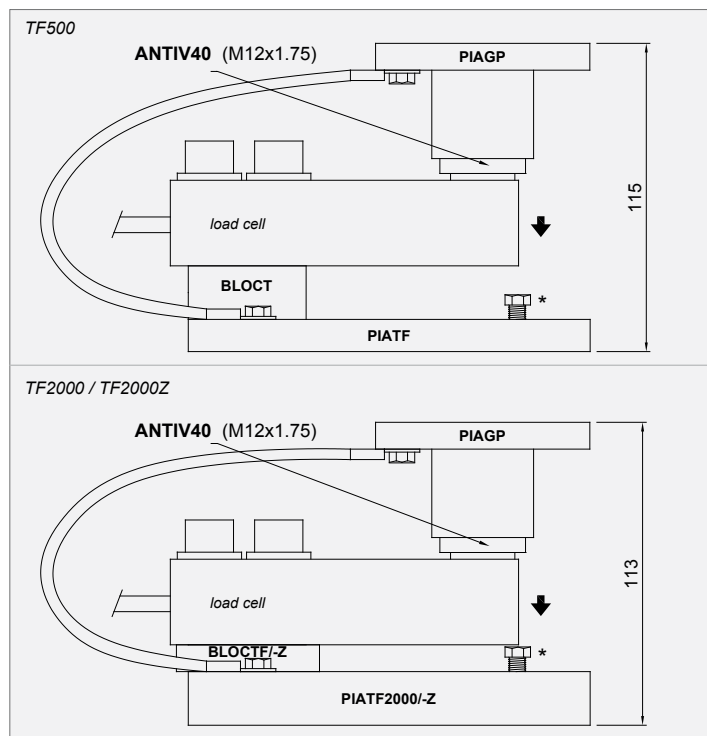 TF500
ANTIV40 (M12x1.75)
PIAGP
115
load cell
BLOCT
*
PIATF
TF2000 / TF2000Z
ANTIV40 (M12x1.75)
PIAGP
113
load cell
BLOCTF/-Z
*
PIATF2000/-Z